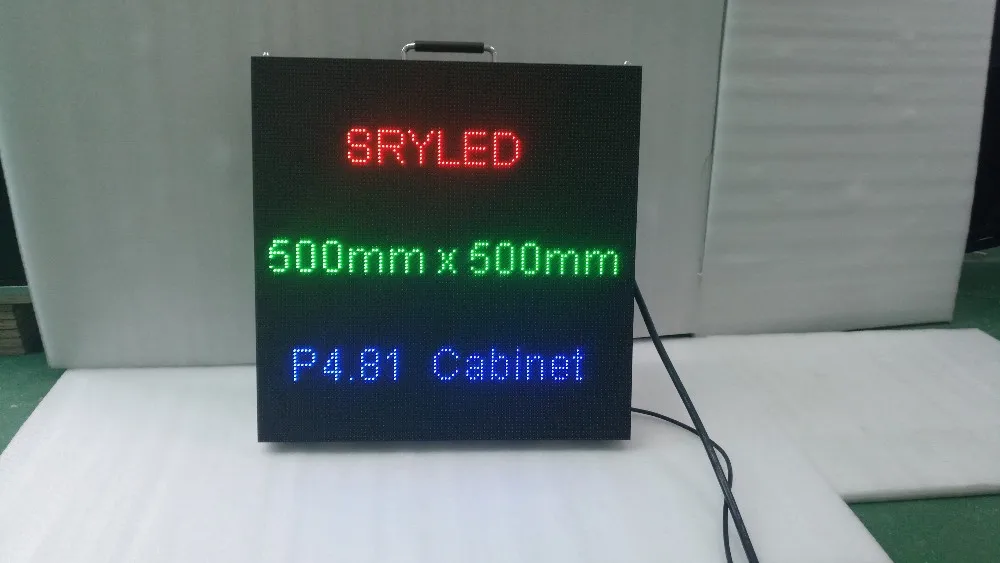 SRYLED
500mm x 500mm
P4.81 Cabinet